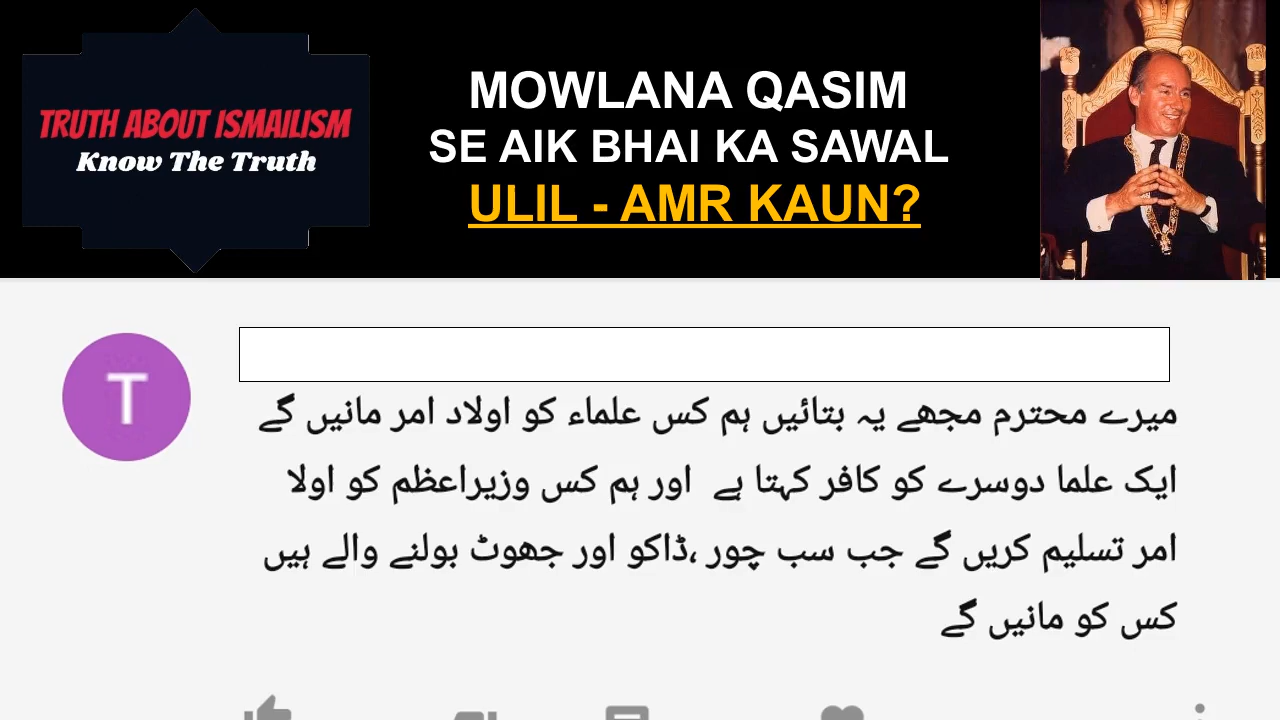 TRUTH ABOUT ISMAILISM
Know The Truth
MOWLANA QASIM
SE AIK BHAI KA SAWAL
ULIL - AMR KAUN?
T
میرے محترم مجھے یہ بتائیں ہم کس علماء کو اولاد امر مانیں گے
ایک علما دوسرے کو کافر کہتا ہے اور ہم کس وزیراعظم کو اولا
امر تسلیم کریں گے جب سب چور ،ڈاکو اور جھوٹ بولنے والے ہیں
کس کو مانیں گے